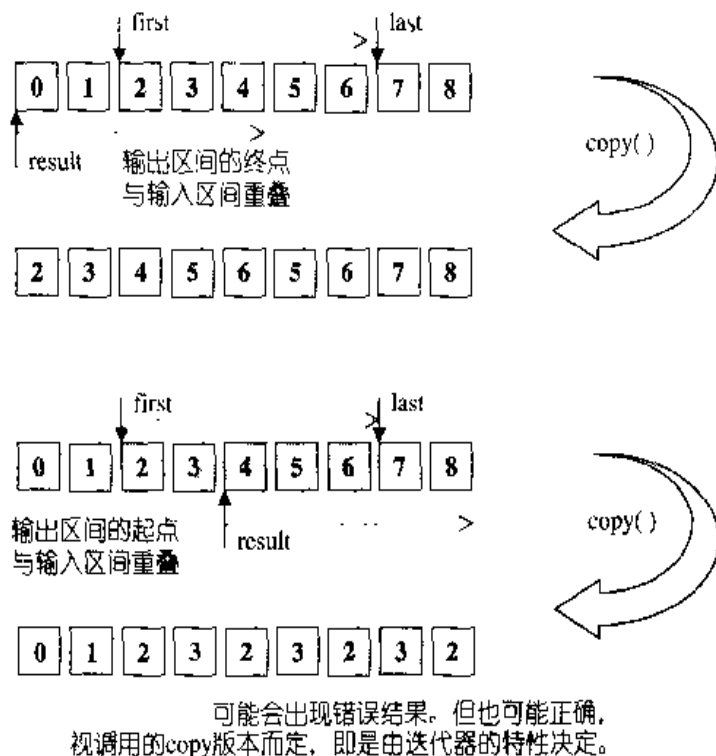 first
last
0 1 2 3 4 5 6 7 8
result
输出区间的终点
与输入区间重叠
copy( )
2 3 4 5 6 5 6 7 8
first
last
0 1 2 3 4 5 6 7 8
输出区间的起点
与输入区间重叠
result
copy( )
0 1 2 3 2 3 2 3 2
可能会出现错误结果。但也可能正确,
视调用的copy版本而定，即是由迭代器的特性决定。